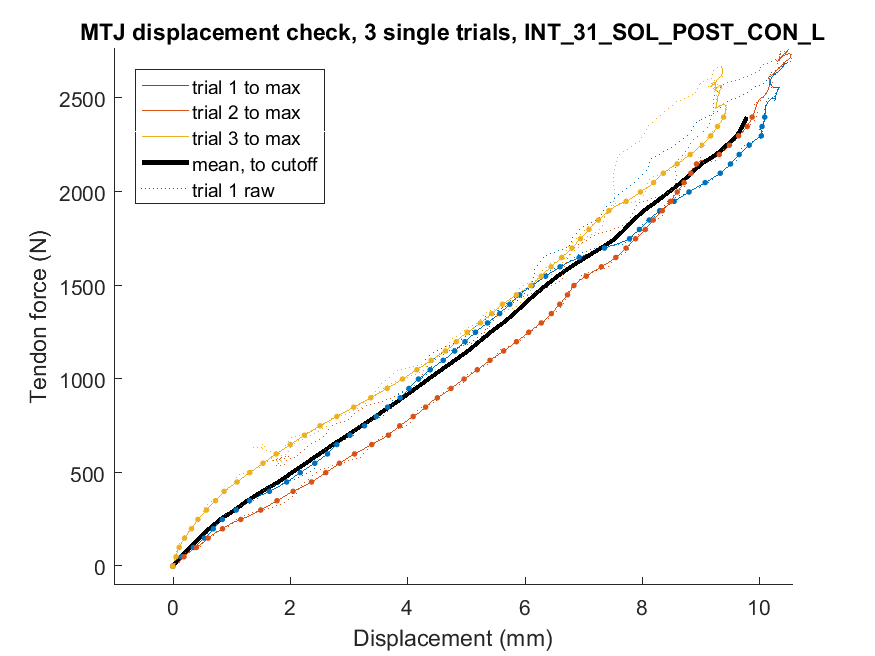 MTJ displacement check, 3 single trials, INT_31_SOL_POST_CON_L
trial 1 to max
trial 2 to max
trial 3 to max
mean, to cutoff
trial 1 raw
2500
2000
1500
1000
500
0
Tendon force (N)
0 2 4 6 8 10
Displacement (mm)